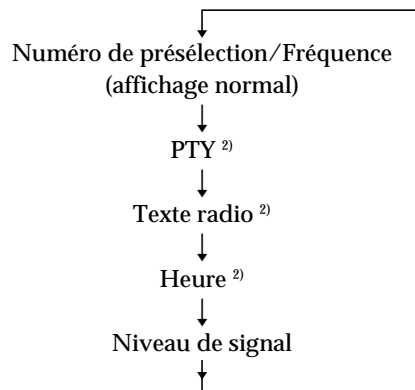 Numéro de présélection/Fréquence
(affichage normal)
PTY 2)
Texte radio 2)
Heure 2)
Niveau de signal